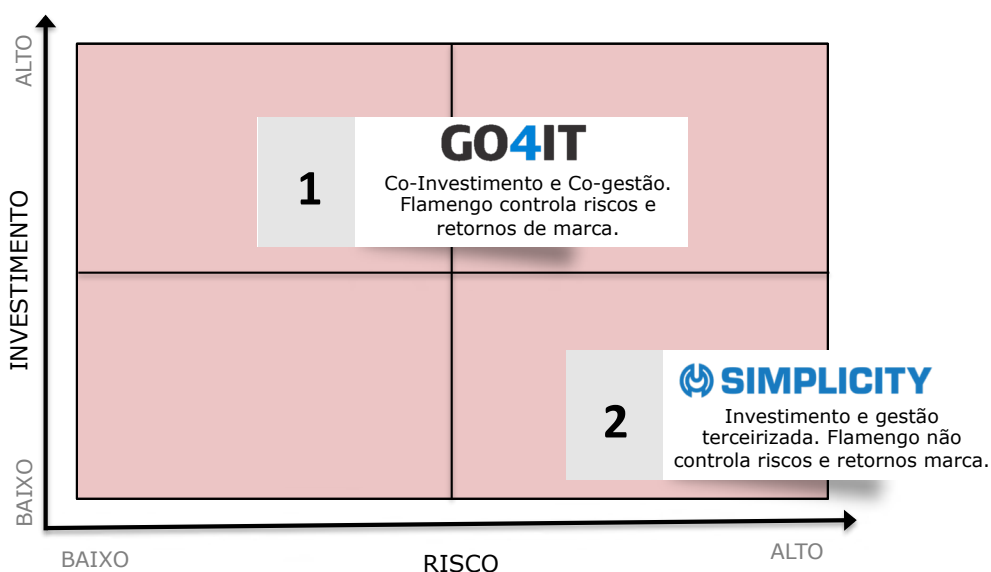 ALTO
INVESTIMENTO
BAIXO
1
GO4IT
Co-Investimento e Co-gestão.
Flamengo controla riscos e
retornos de marca.
2
SIMPLICITY
Investimento e gestão
terceirizada. Flamengo não
controla riscos e retornos marca.
BAIXO
RISCO
ALTO